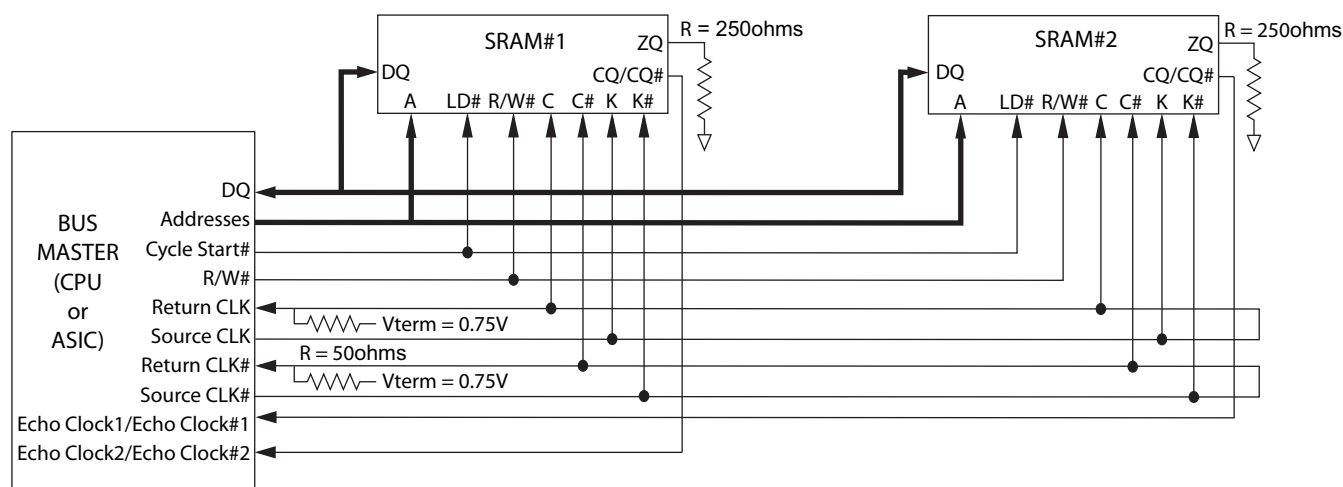 SRAM#1
ZQ
R = 250ohms
DQ
CQ/CQ#
A LD# R/W# C C# K K#
SRAM#2
ZQ
R = 250ohms
DQ
CQ/CQ#
A LD# R/W# C C# K K#
BUS
MASTER
(CPU
or
ASIC)
DQ
Addresses
Cycle Start#
R/W#
Return CLK
Vterm = 0.75V
Source CLK
R = 50ohms
Return CLK#
Vterm = 0.75V
Source CLK#
Echo Clock1/Echo Clock#1
Echo Clock2/Echo Clock#2